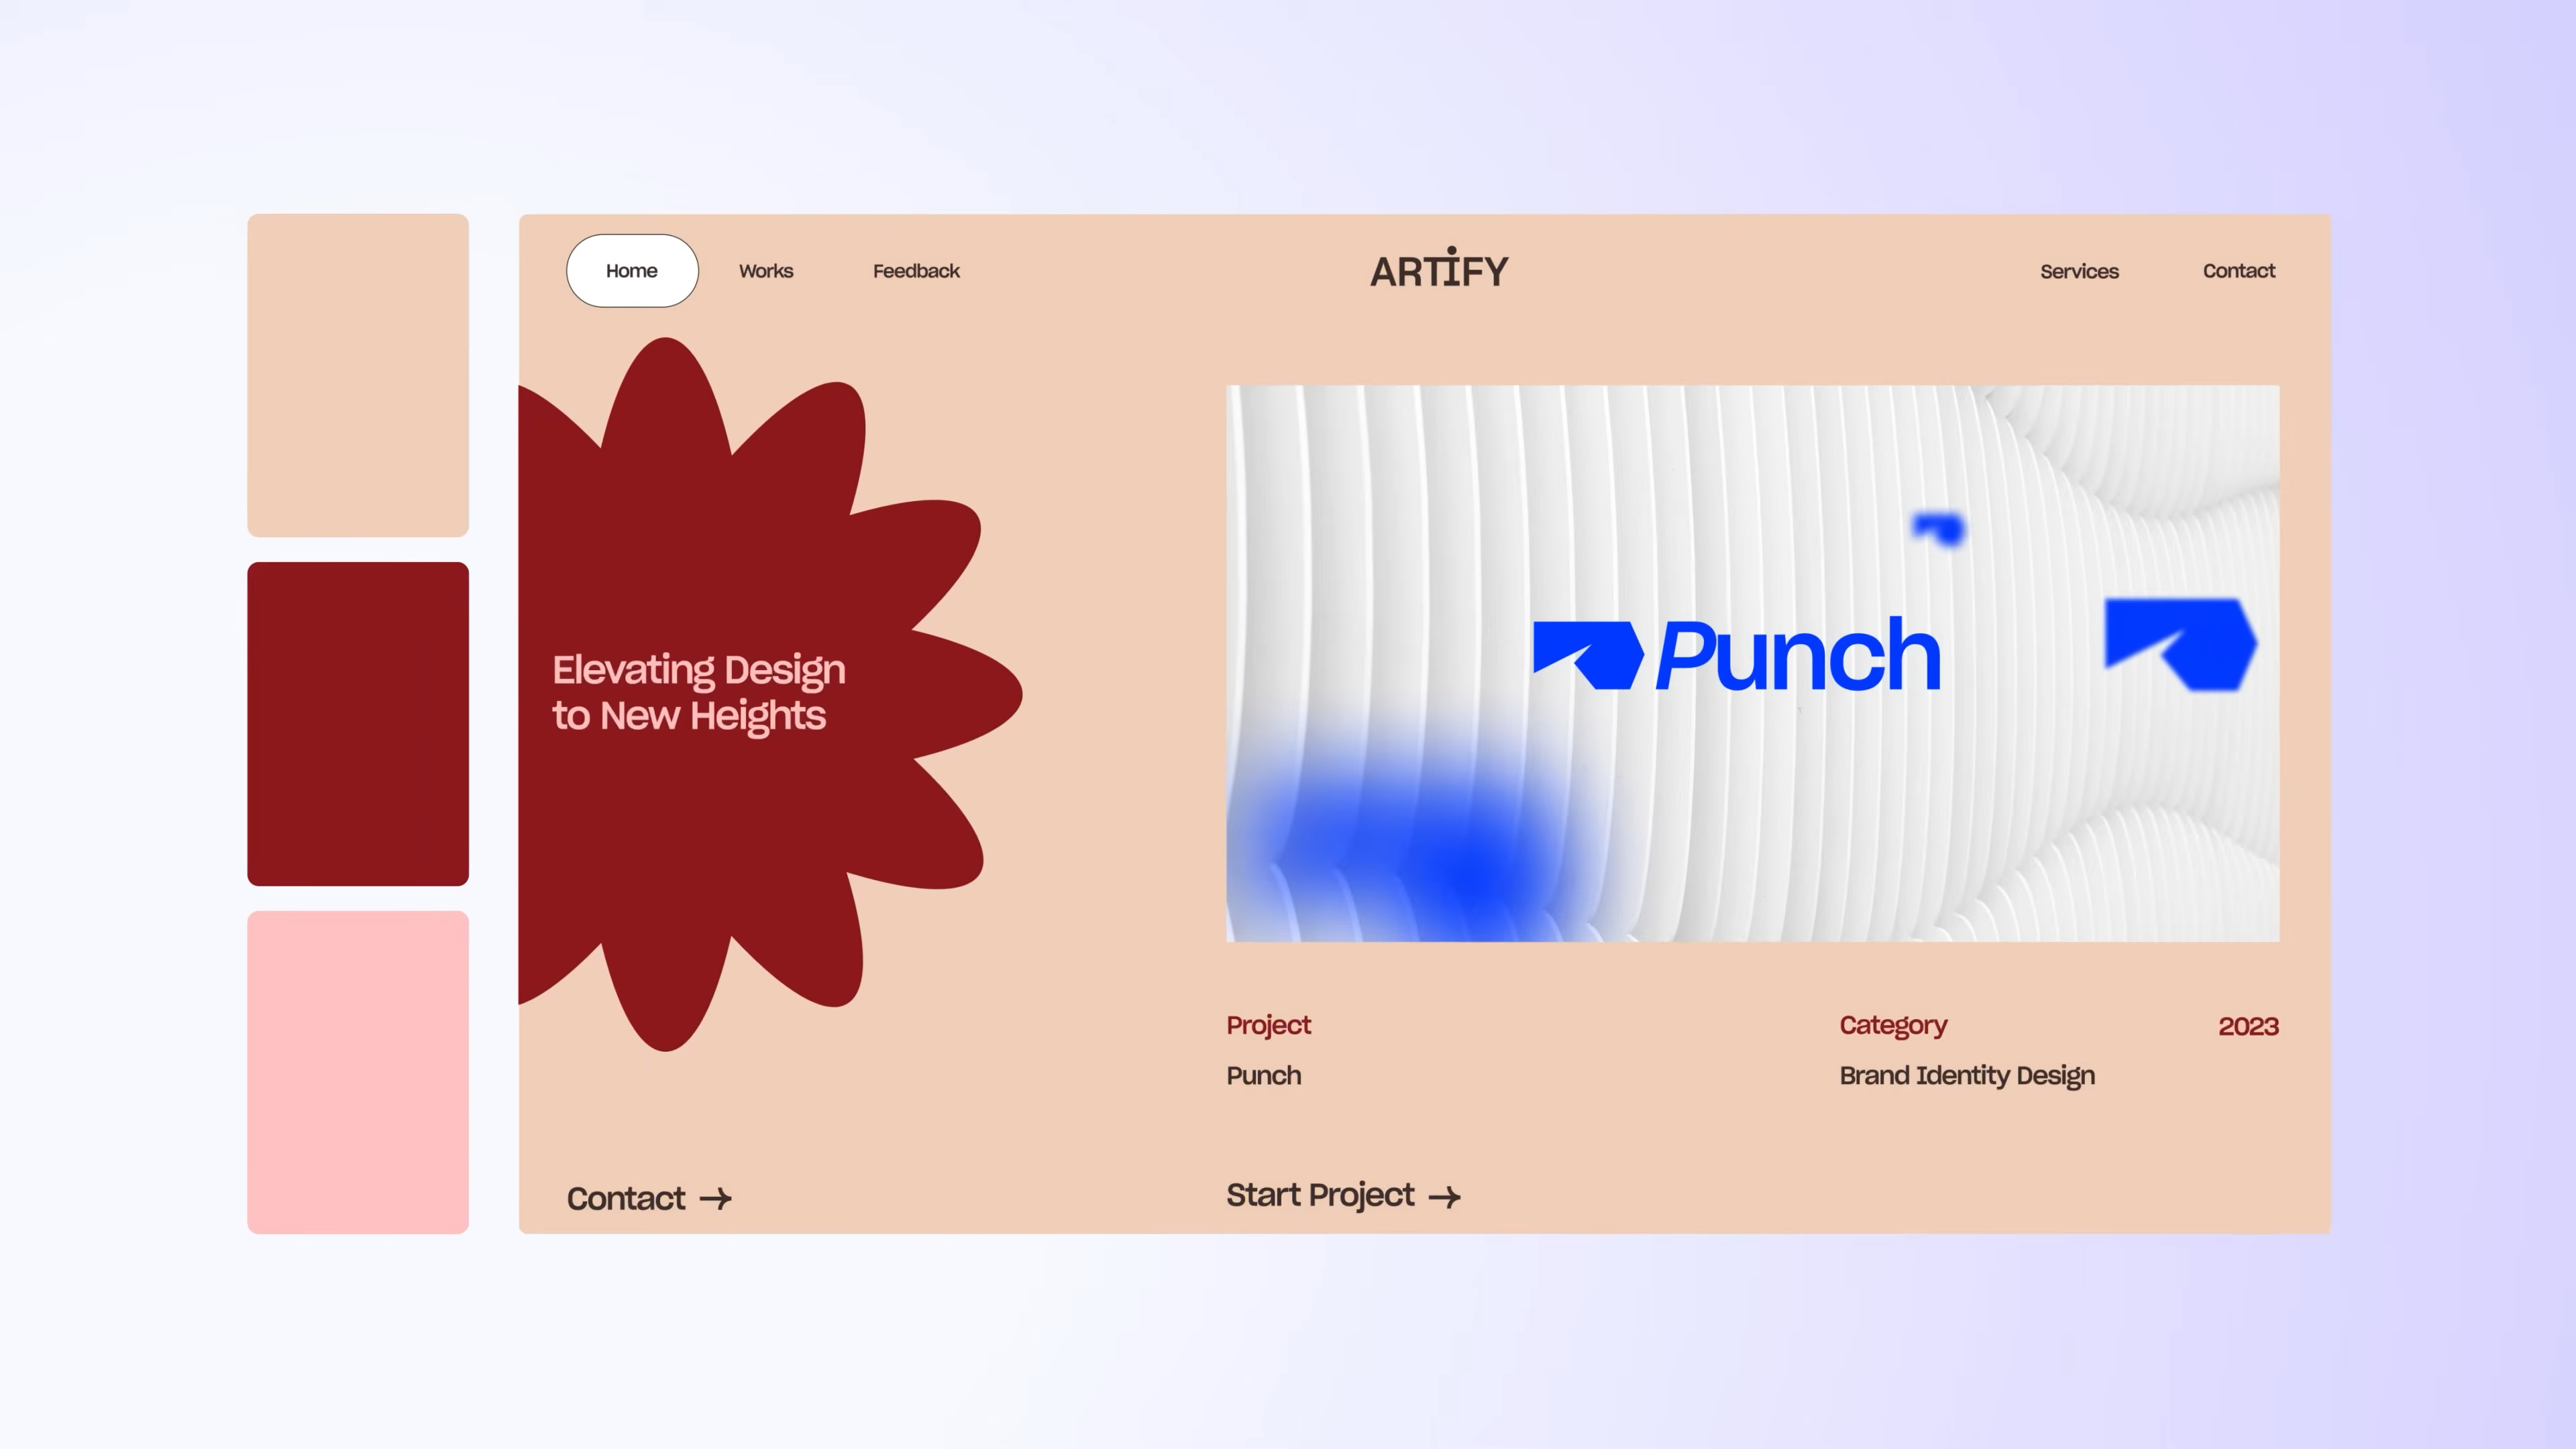 Home
Works
Feedback
ARTiFY
Services
Contact
Elevating Design
to New Heights
Punch
Project
Category
2023
Punch
Brand Identity Design
Contact →
Start Project →